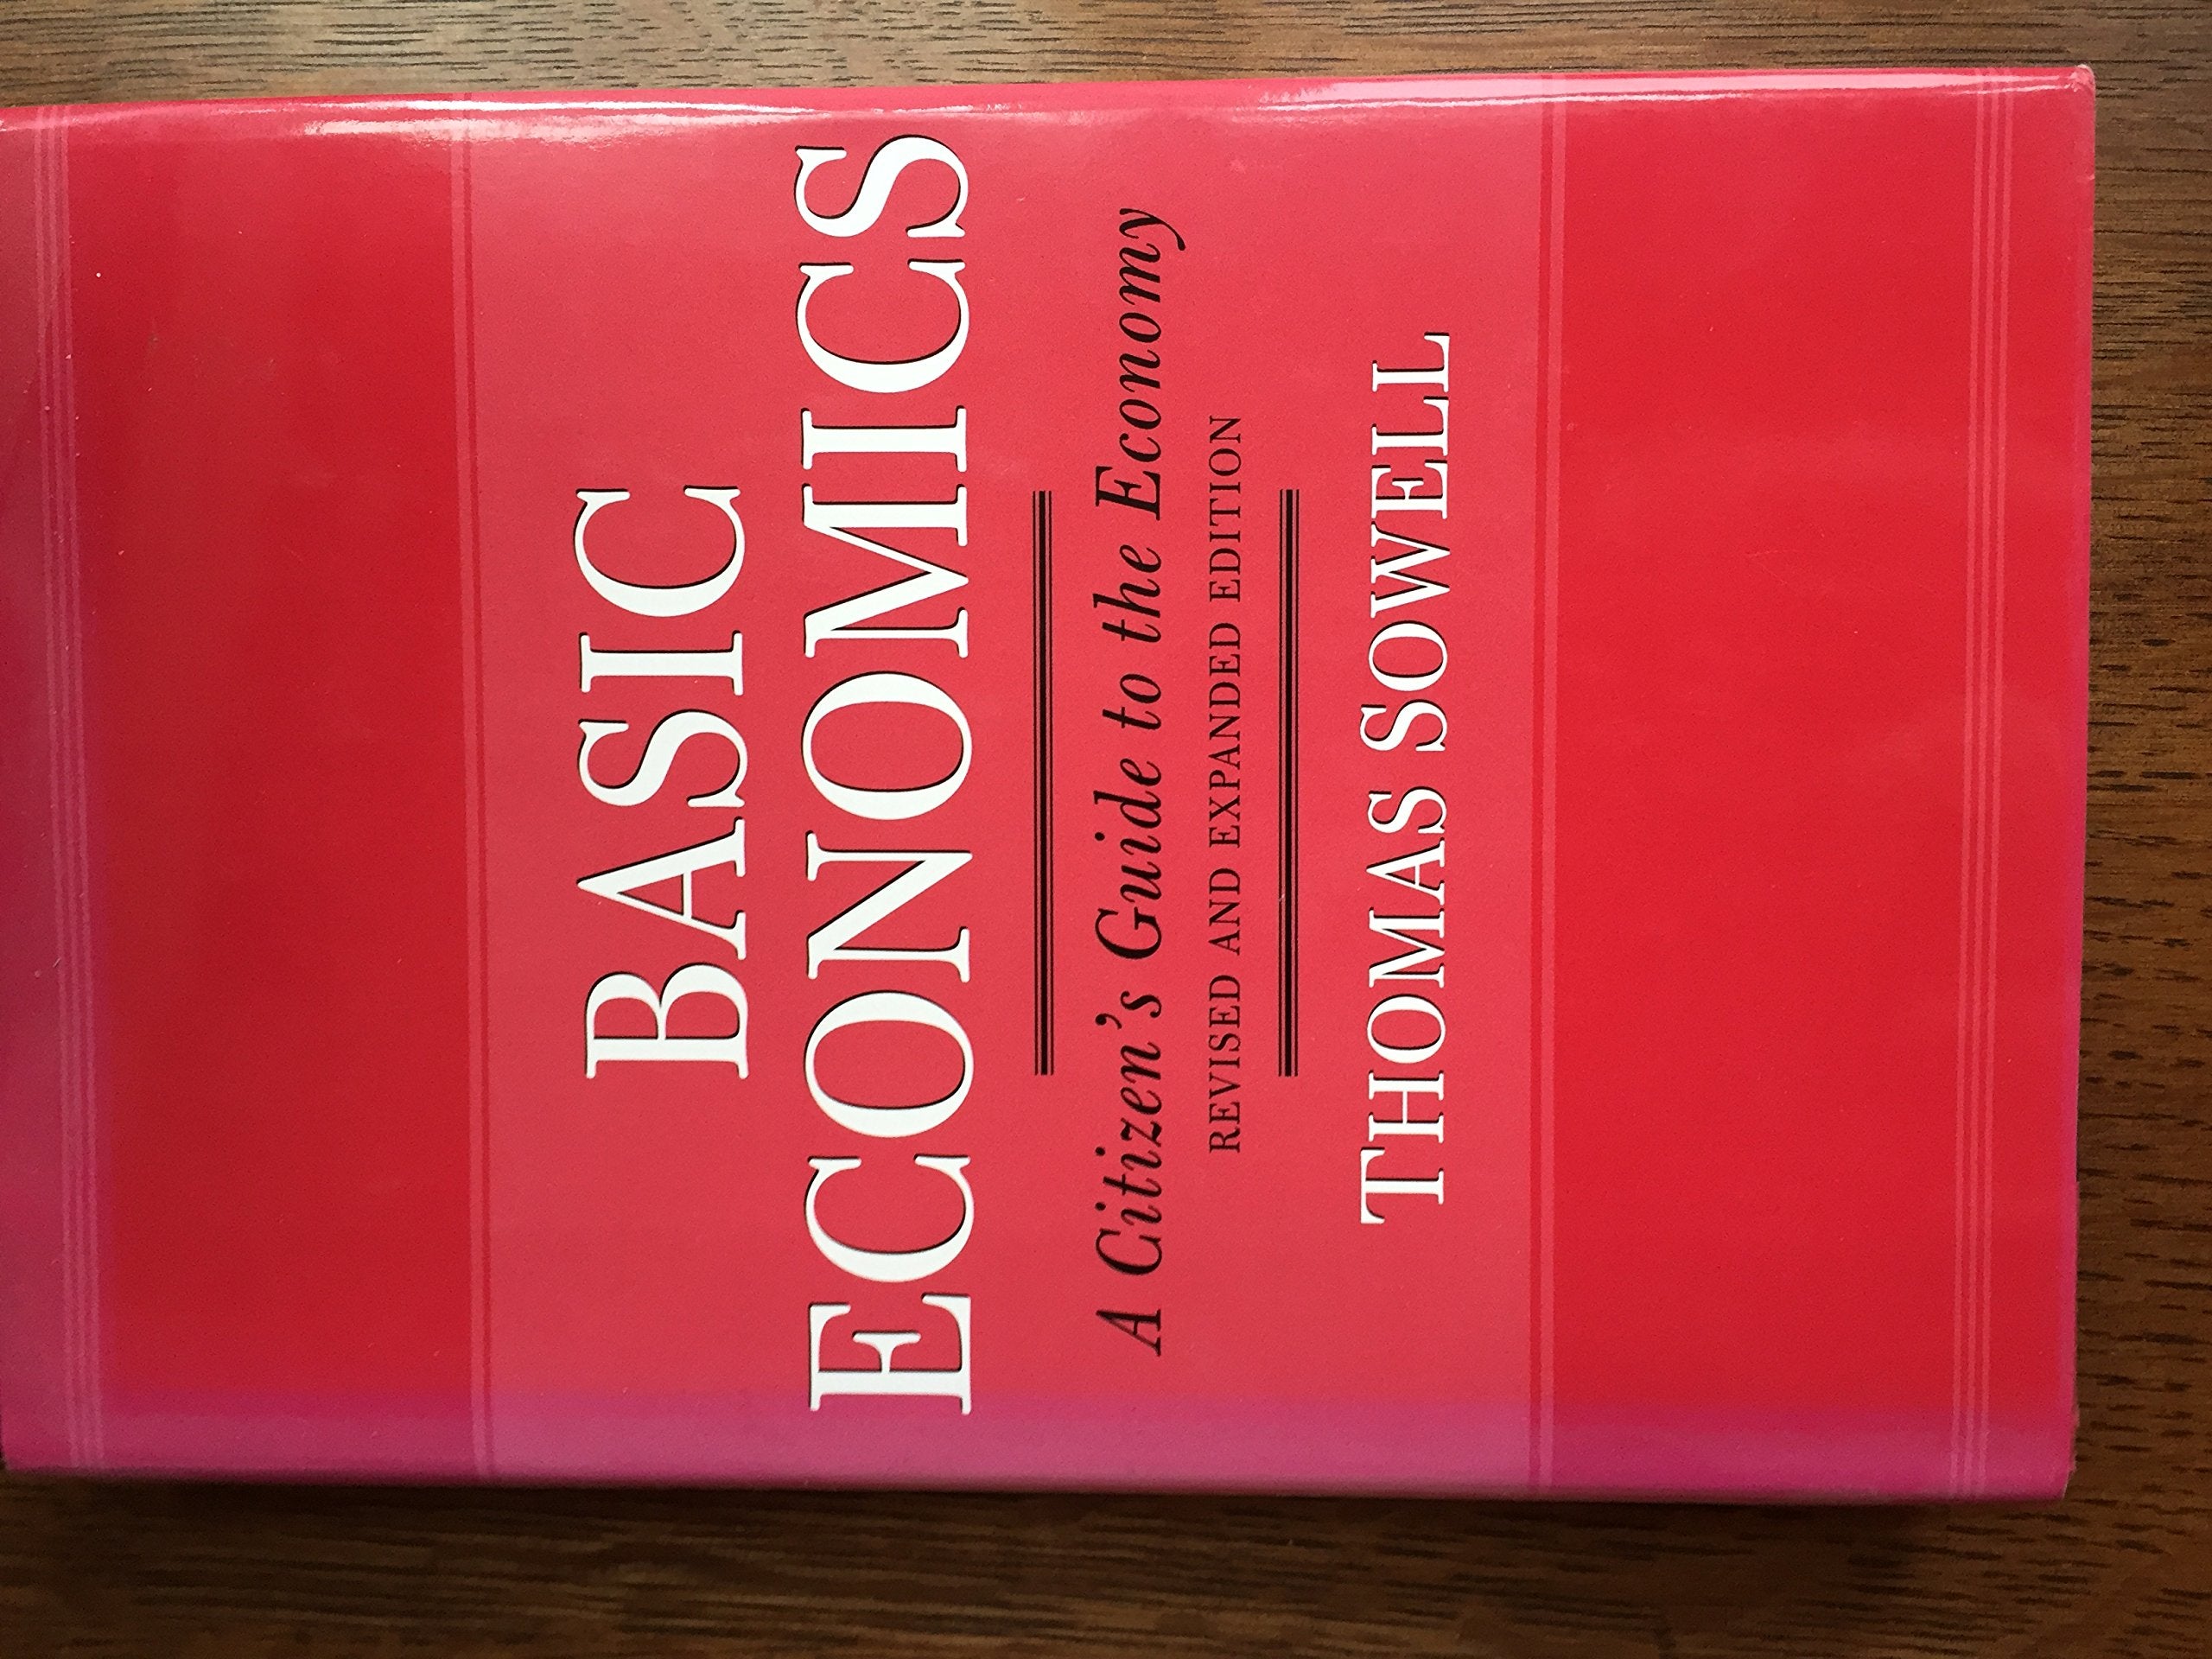 BASIC
ECONOMICS
A Citizen's Guide to the Economy
REVISED AND EXPANDED EDITION
THOMAS SOWELL